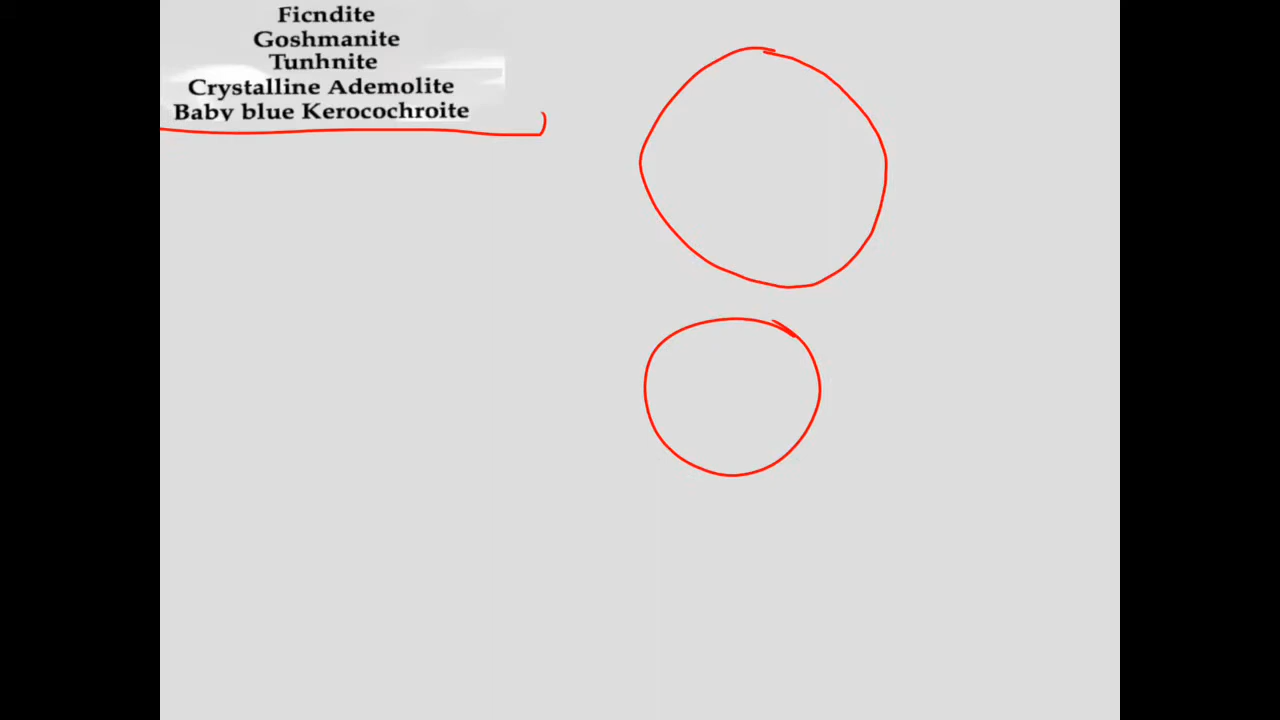 Ficndite
Goshmanite
Tunhnite
Crystalline Ademolite
Baby blue Kerocochroite